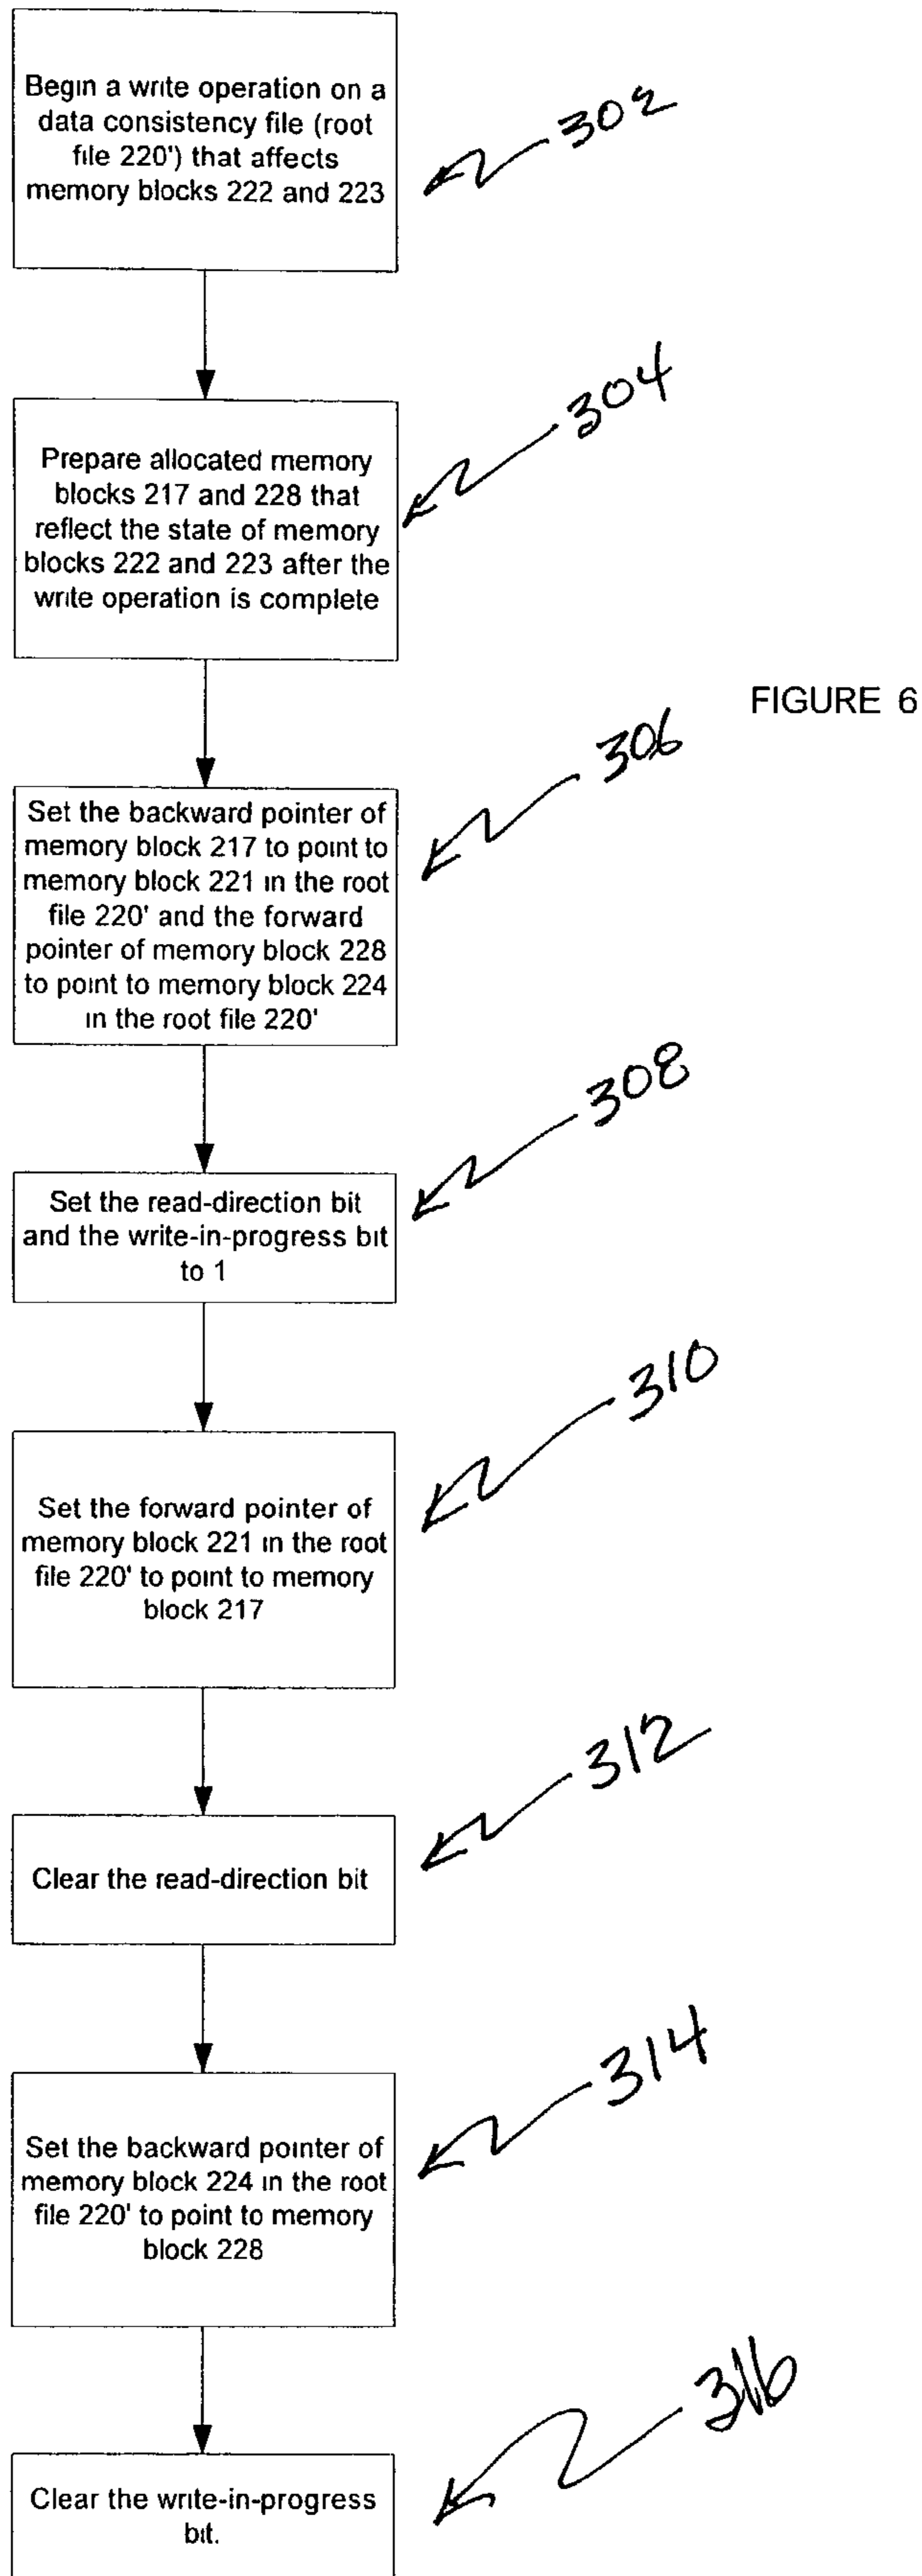 Begin a write operation on a
data consistency file (root
file 220') that affects
memory blocks 222 and 223
302
Prepare allocated memory
blocks 217 and 228 that
reflect the state of memory
blocks 222 and 223 after the
write operation is complete
304
FIGURE 6
Set the backward pointer of
memory block 217 to point to
memory block 221 in the root
file 220' and the forward
pointer of memory block 228
to point to memory block 224
in the root file 220'
306
Set the read-direction bit
and the write-in-progress bit
to 1
308
Set the forward pointer of
memory block 221 in the root
file 220' to point to memory
block 217
310
Clear the read-direction bit
312
Set the backward pointer of
memory block 224 in the root
file 220' to point to memory
block 228
314
Clear the write-in-progress
bit.
316